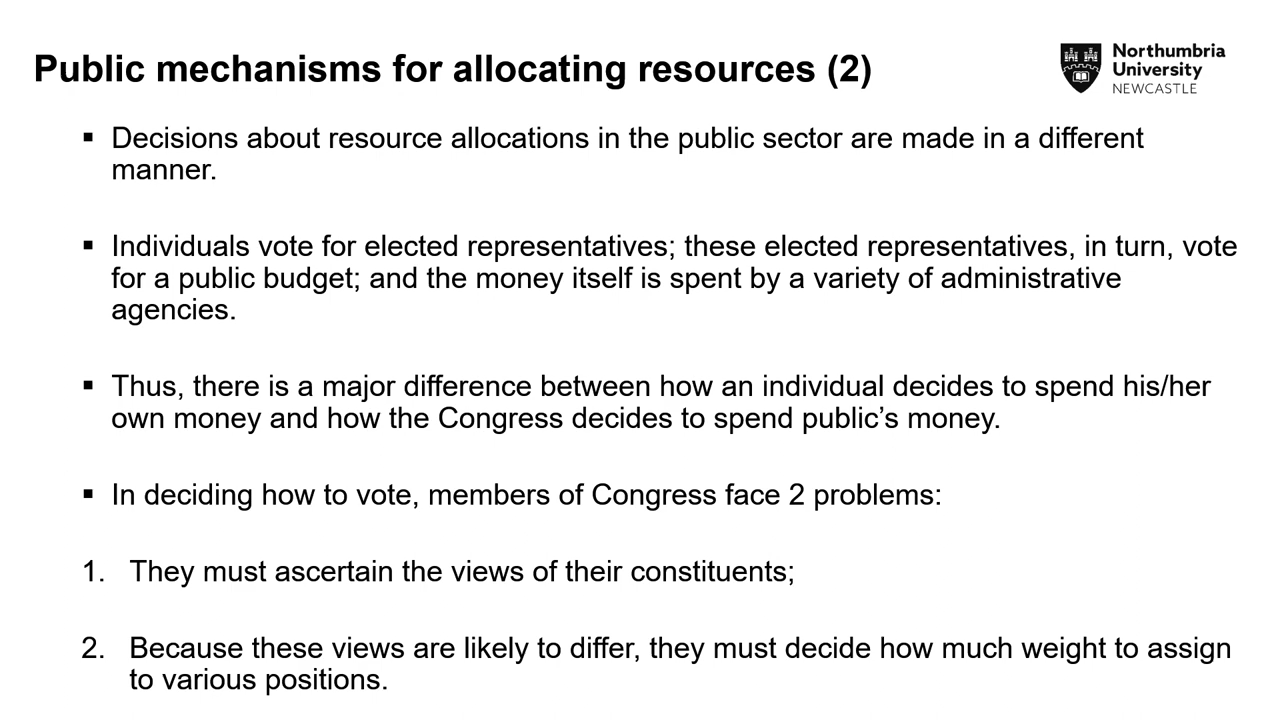 Public mechanisms for allocating resources (2)
Northumbria
University
NEWCASTLE
▪ Decisions about resource allocations in the public sector are made in a different
manner.
▪ Individuals vote for elected representatives; these elected representatives, in turn, vote
for a public budget; and the money itself is spent by a variety of administrative
agencies.
▪ Thus, there is a major difference between how an individual decides to spend his/her
own money and how the Congress decides to spend public’s money.
▪ In deciding how to vote, members of Congress face 2 problems:
1. They must ascertain the views of their constituents;
2. Because these views are likely to differ, they must decide how much weight to assign
to various positions.